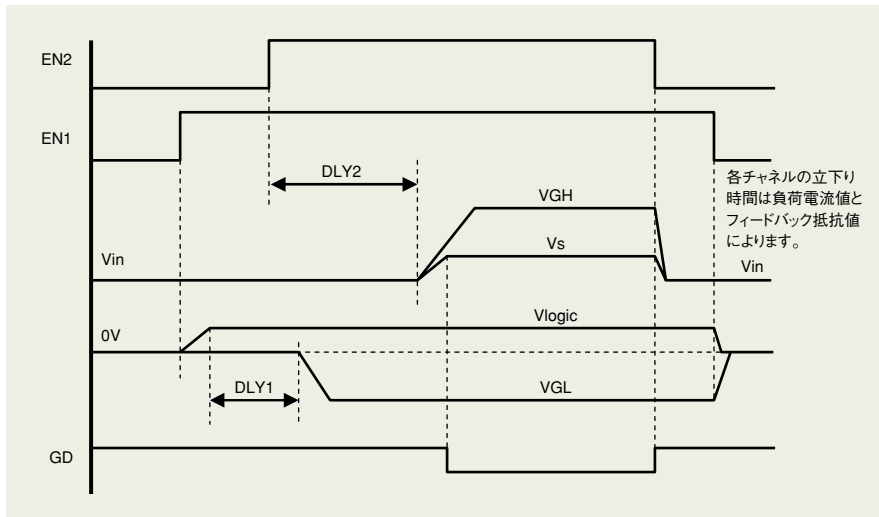 EN2
EN1
DLY2
各チャネルの立下り
時間は負荷電流値と
フィードバック抵抗値
によります。
VGH
Vs
Vin
Vin
Vlogic
0V
DLY1
VGL
GD